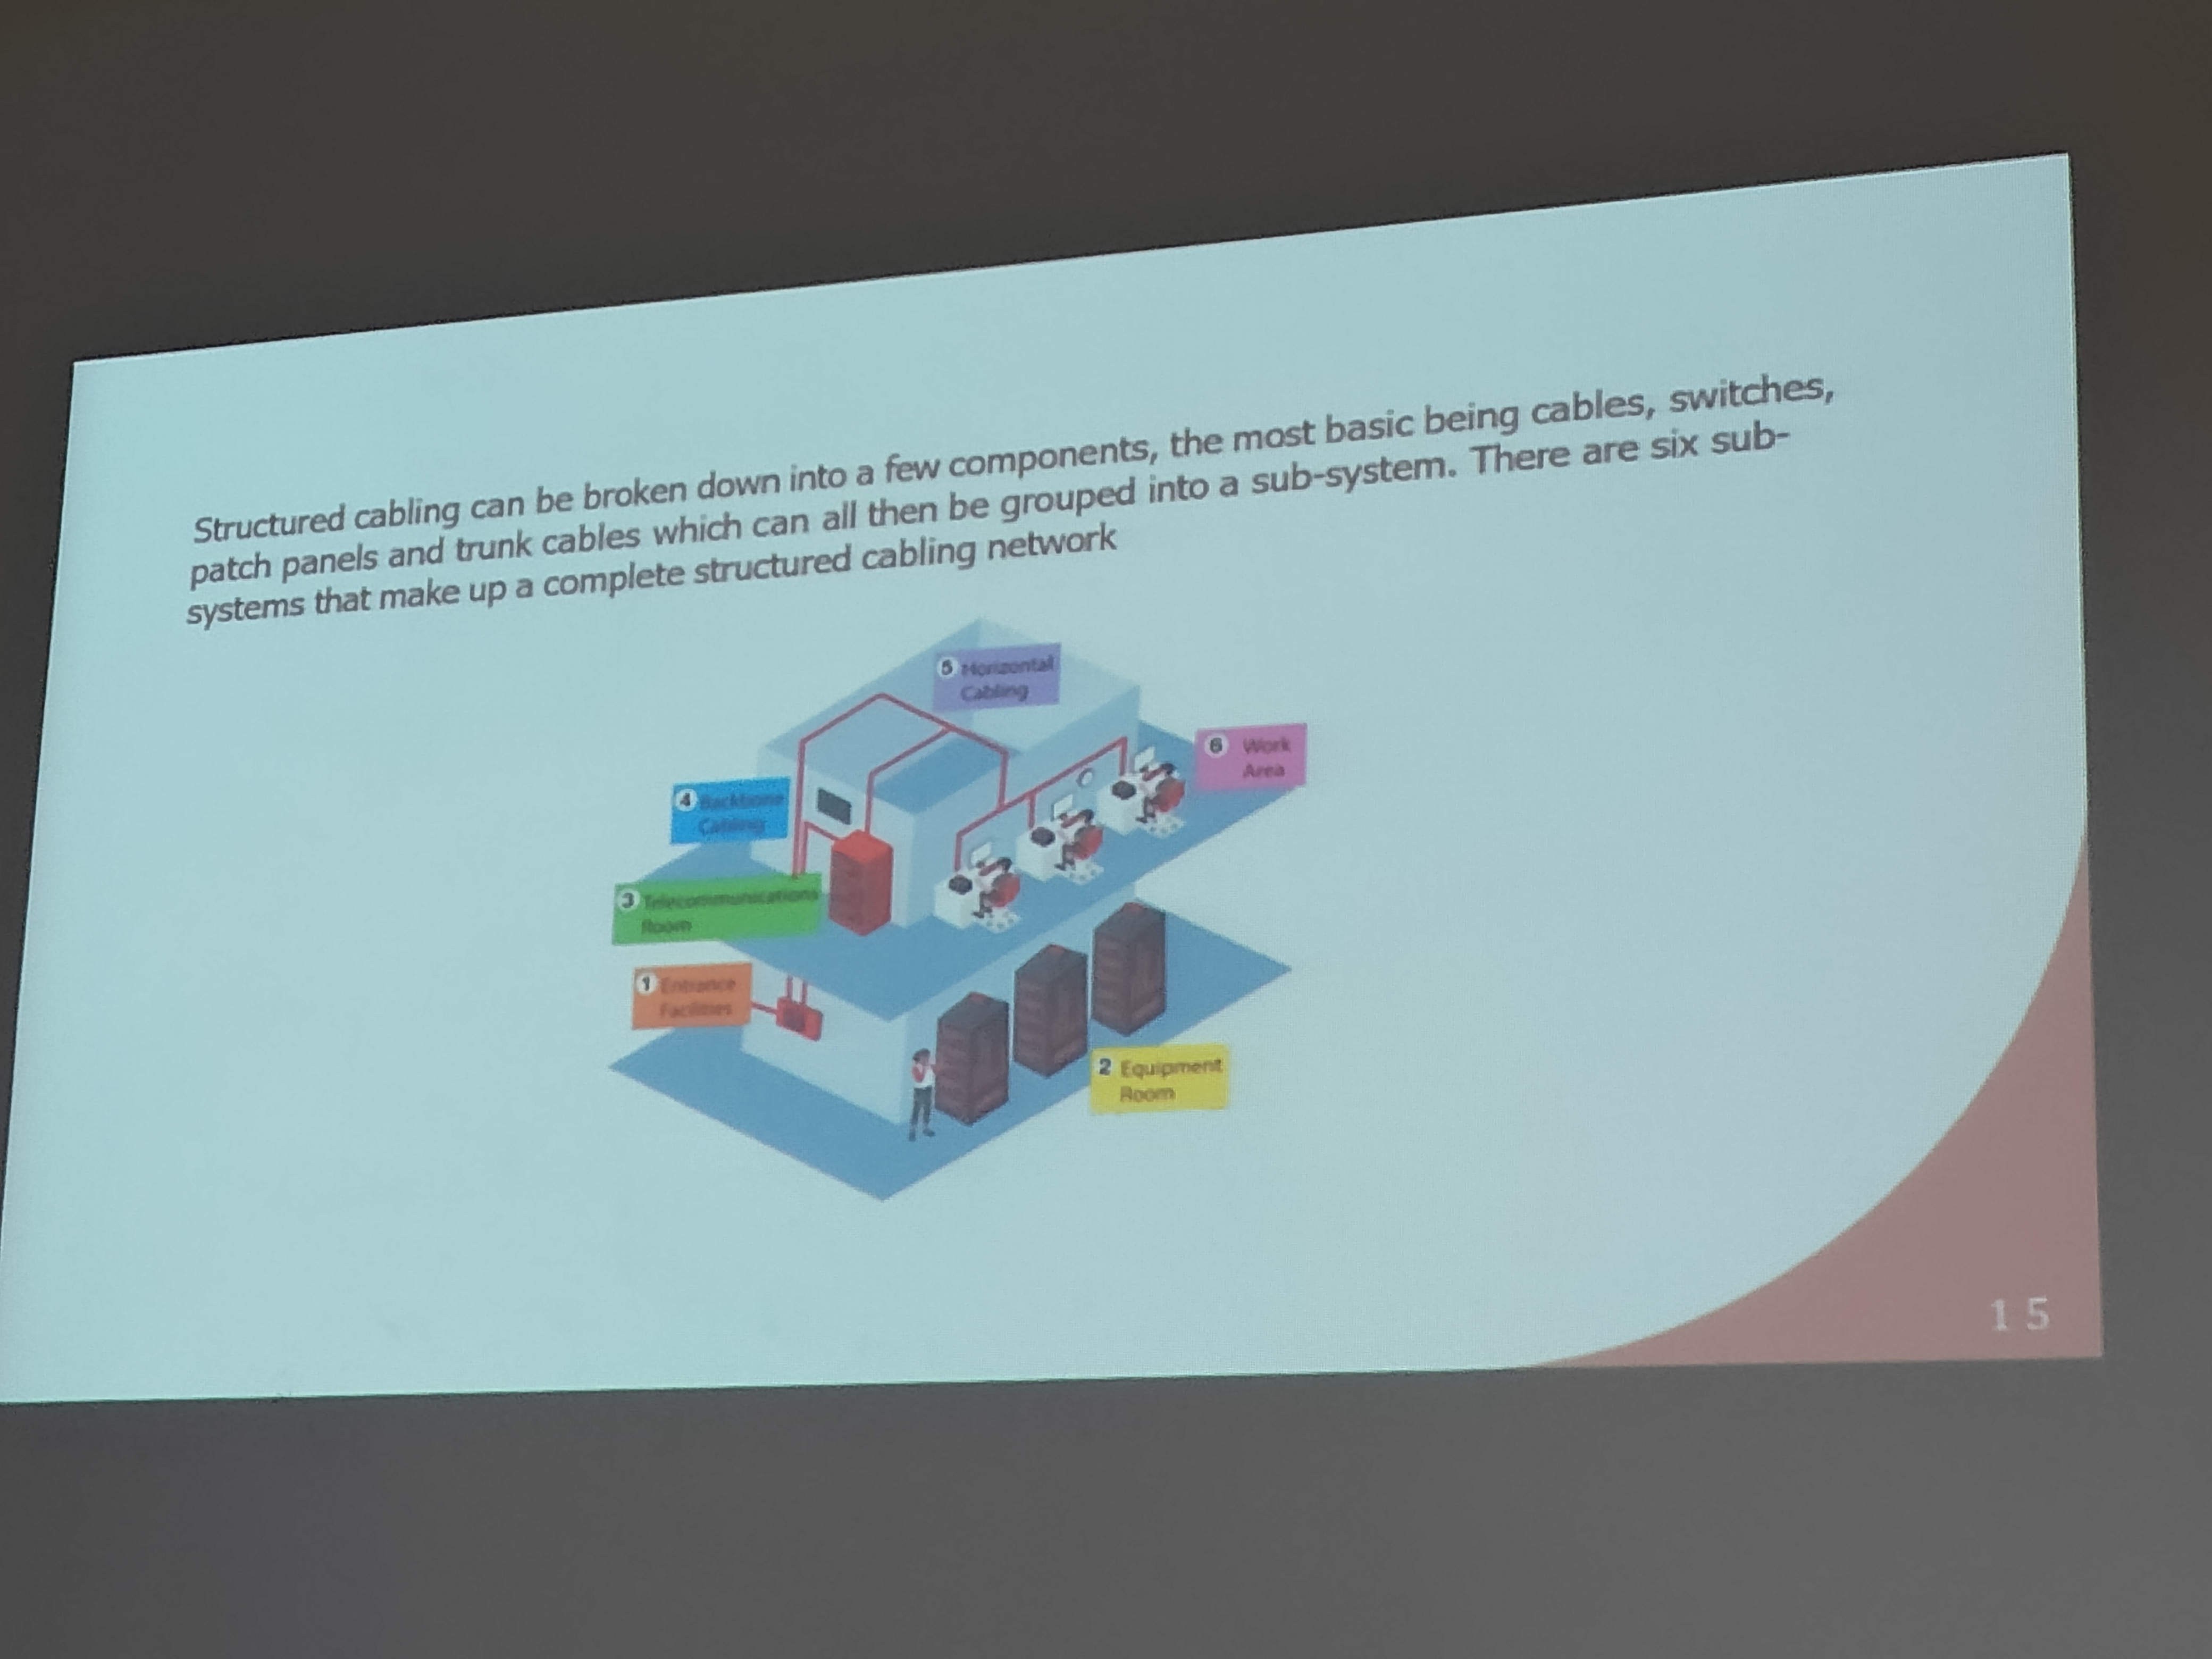 Structured cabling can be broken down into a few components, the most basic being cables, switches,
patch panels and trunk cables which can all then be grouped into a sub-system. There are six sub-
systems that make up a complete structured cabling network
5 Horizontal
Cabling
6 Work
Area
4 Backbone
Cabling
3 Telecommunications
Room
1 Entrance
Facilities
2 Equipment
Room
15